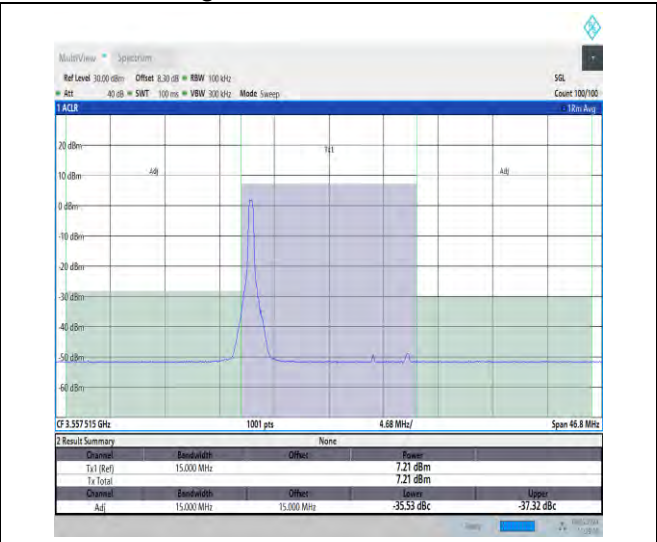 MultiView Spectrum
Ref Level 30.00 dBm Offset 8.30 dB RBW 100 kHz SGL
Att 40 dB SWT 100 ms VBW 300 kHz Mode Sweep Count 100/100
1 ACLR 1Rm Avg
20 dBm
Tx1
Adj Adj
10 dBm
0 dBm
-10 dBm
-20 dBm
-30 dBm
-40 dBm
-50 dBm
-60 dBm
CF 3.557 515 GHz 1001 pts 4.68 MHz/ Span 46.8 MHz
2 Result Summary None
Channel Bandwidth Offset Power
Tx1 (Ref) 15.000 MHz 7.21 dBm
Tx Total 7.21 dBm
Channel Bandwidth Offset Lower Upper
Adj 15.000 MHz 15.000 MHz -35.53 dBc -37.32 dBc
Ready